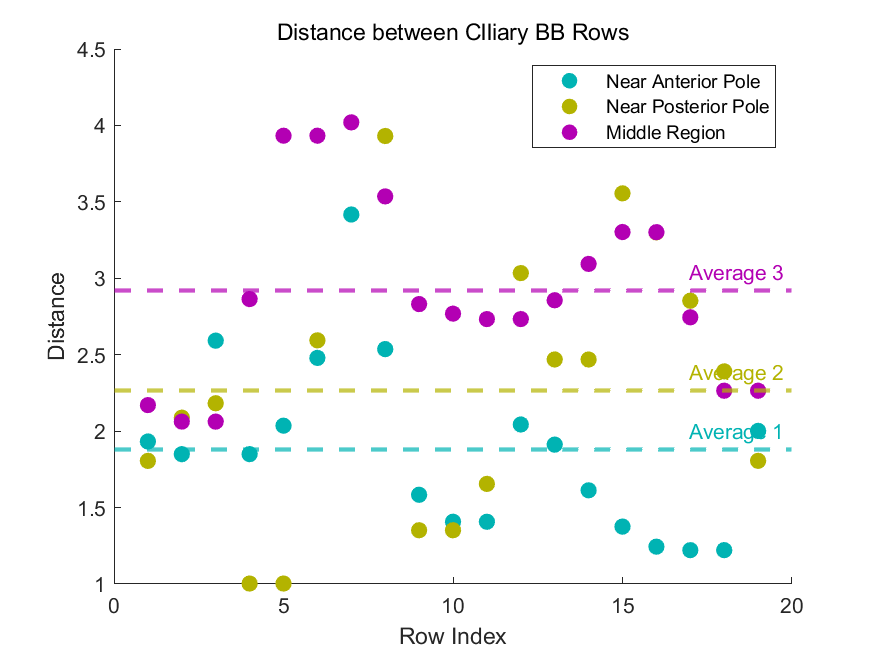 Distance between CIliary BB Rows
4.5
4
3.5
3
2.5
2
1.5
1
0
5
10
15
20
Distance
Row Index
Near Anterior Pole
Near Posterior Pole
Middle Region
Average 3
Average 2
Average 1